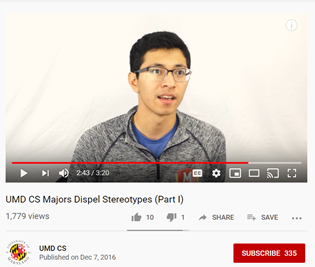 2:43 / 3:20
CC
UMD CS Majors Dispel Stereotypes (Part I)
1,779 views
10
1
SHARE
SAVE
UMD CS
Published on Dec 7, 2016
SUBSCRIBE 335